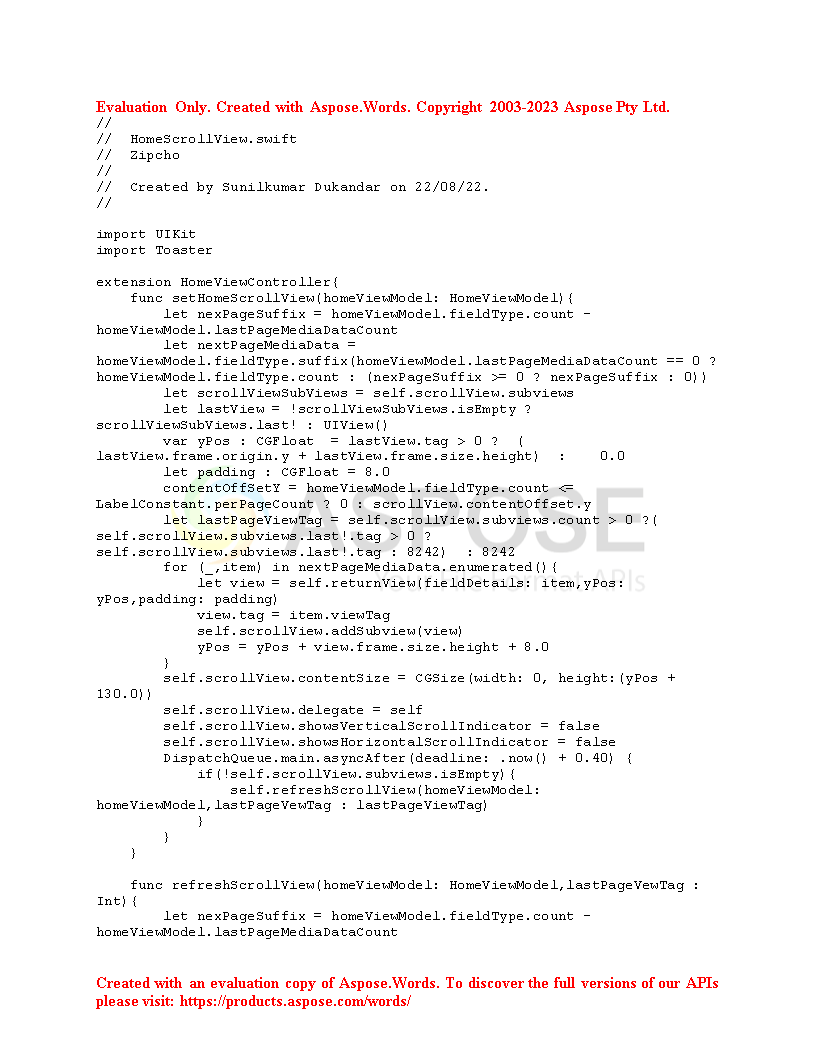 Evaluation Only. Created with Aspose.Words. Copyright 2003-2023 Aspose Pty Ltd.
//
//  HomeScrollView.swift
//  Zipcho
//
//  Created by Sunilkumar Dukandar on 22/08/22.
//

import UIKit
import Toaster

extension HomeViewController{
    func setHomeScrollView(homeViewModel: HomeViewModel){
        let nexPageSuffix = homeViewModel.fieldType.count -
homeViewModel.lastPageMediaDataCount
        let nextPageMediaData =
homeViewModel.fieldType.suffix(homeViewModel.lastPageMediaDataCount == 0 ?
homeViewModel.fieldType.count : (nexPageSuffix >= 0 ? nexPageSuffix : 0))
        let scrollViewSubViews = self.scrollView.subviews
        let lastView = !scrollViewSubViews.isEmpty ?
scrollViewSubViews.last! : UIView()
        var yPos : CGFloat  = lastView.tag > 0 ?  (
lastView.frame.origin.y + lastView.frame.size.height)  :    0.0
        let padding : CGFloat = 8.0
        contentOffSetY = homeViewModel.fieldType.count <=
LabelConstant.perPageCount ? 0 : scrollView.contentOffset.y
        let lastPageViewTag = self.scrollView.subviews.count > 0 ?(
self.scrollView.subviews.last!.tag > 0 ?
self.scrollView.subviews.last!.tag : 8242)  : 8242
        for (_,item) in nextPageMediaData.enumerated(){
            let view = self.returnView(fieldDetails: item,yPos:
yPos,padding: padding)
            view.tag = item.viewTag
            self.scrollView.addSubview(view)
            yPos = yPos + view.frame.size.height + 8.0
        }
        self.scrollView.contentSize = CGSize(width: 0, height:(yPos +
130.0))
        self.scrollView.delegate = self
        self.scrollView.showsVerticalScrollIndicator = false
        self.scrollView.showsHorizontalScrollIndicator = false
        DispatchQueue.main.asyncAfter(deadline: .now() + 0.40) {
            if(!self.scrollView.subviews.isEmpty){
                self.refreshScrollView(homeViewModel:
homeViewModel,lastPageVewTag : lastPageViewTag)
            }
        }
    }

    func refreshScrollView(homeViewModel: HomeViewModel,lastPageVewTag :
Int){
        let nexPageSuffix = homeViewModel.fieldType.count -
homeViewModel.lastPageMediaDataCount
Created with an evaluation copy of Aspose.Words. To discover the full versions of our APIs
please visit: https://products.aspose.com/words/
ASPOSE
APIs